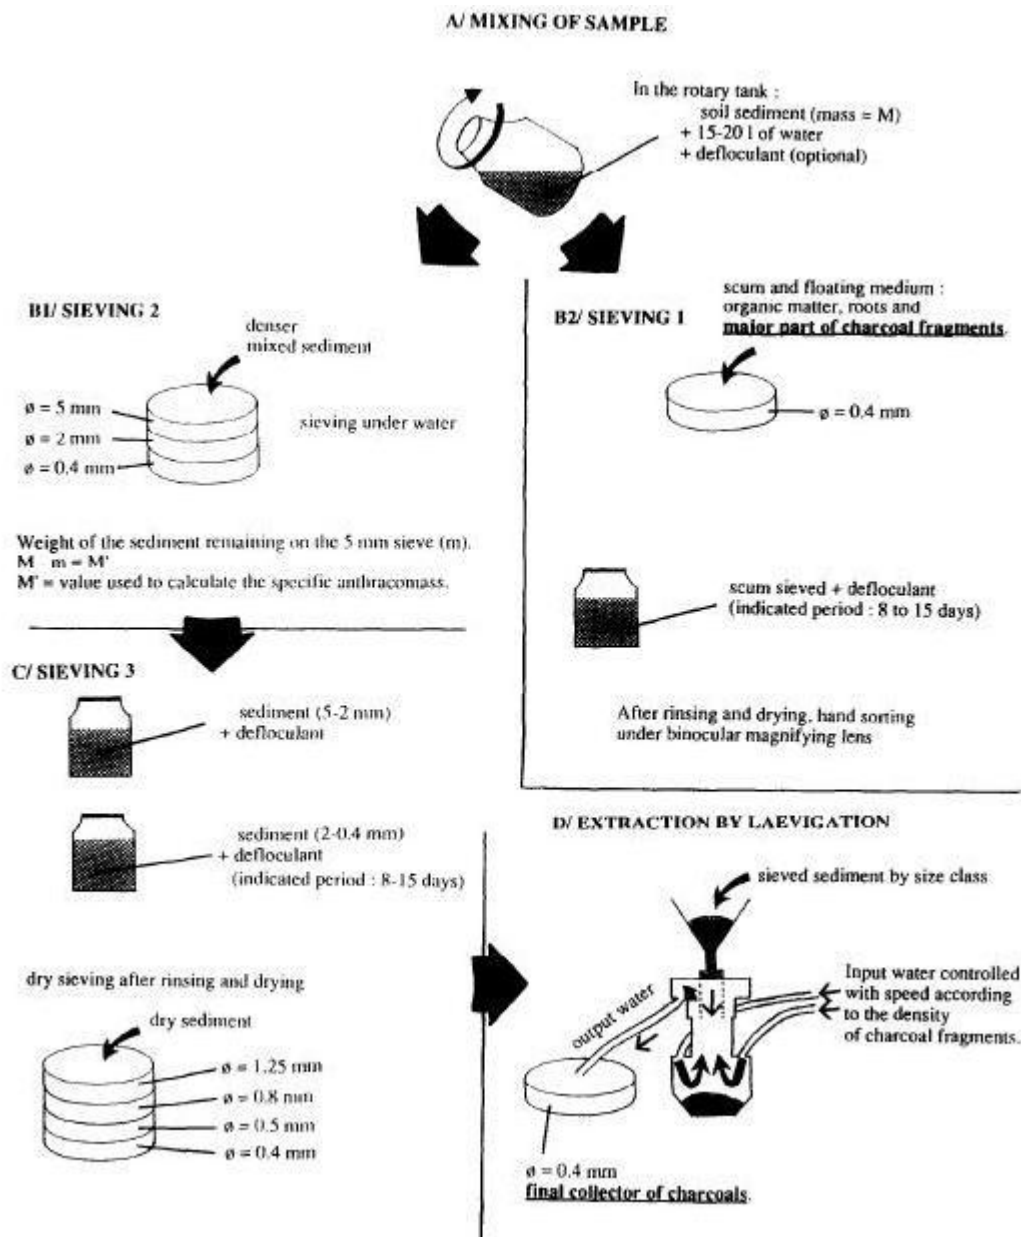 A/ MIXING OF SAMPLE
In the rotary tank :
soil sediment (mass = M)
+ 15-20 l of water
+ defloculant (optional)
B1/ SIEVING 2
denser
mixed sediment
ø = 5 mm
ø = 2 mm
ø = 0.4 mm
sieving under water
Weight of the sediment remaining on the 5 mm sieve (m).
M m = M'
M' = value used to calculate the specific anthracomass.
B2/ SIEVING 1
scum and floating medium :
organic matter, roots and
major part of charcoal fragments.
ø = 0.4 mm
scum sieved + defloculant
(indicated period : 8 to 15 days)
After rinsing and drying, hand sorting
under binocular magnifying lens
C/ SIEVING 3
sediment (5-2 mm)
+ defloculant
sediment (2-0.4 mm)
+ defloculant
(indicated period : 8-15 days)
dry sieving after rinsing and drying
dry sediment
ø = 1.25 mm
ø = 0.8 mm
ø = 0.5 mm
ø = 0.4 mm
D/ EXTRACTION BY LAEVIGATION
sieved sediment by size class
output water
Input water controlled
with speed according
to the density
of charcoal fragments.
ø = 0.4 mm
final collector of charcoals.